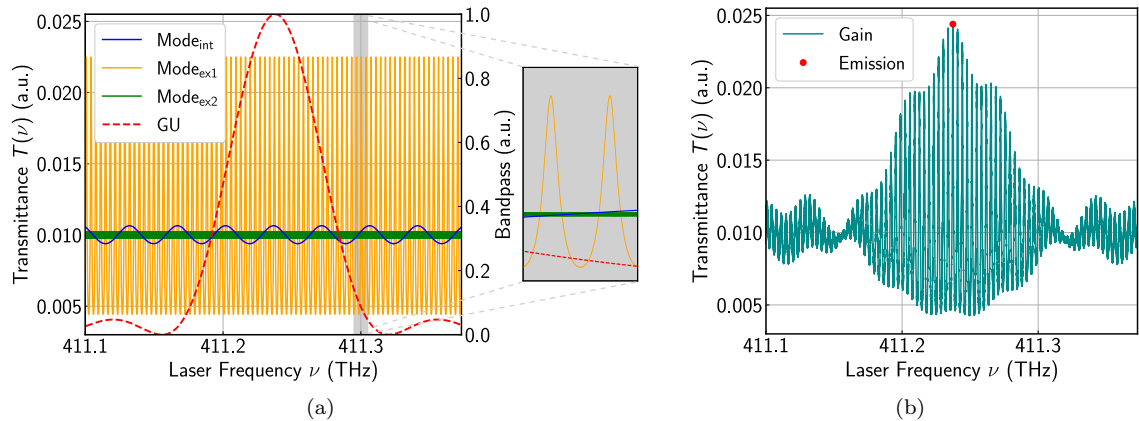 0.025
0.020
0.015
0.010
0.005
Transmittance T(ν) (a.u.)
Mode_int
Mode_ex1
Mode_ex2
GU
1.0
0.8
0.6
0.4
0.2
0.0
Bandpass (a.u.)
411.1
411.2
411.3
Laser Frequency ν (THz)
(a)
0.025
0.020
0.015
0.010
0.005
Transmittance T(ν) (a.u.)
Gain
Emission
411.1
411.2
411.3
Laser Frequency ν (THz)
(b)